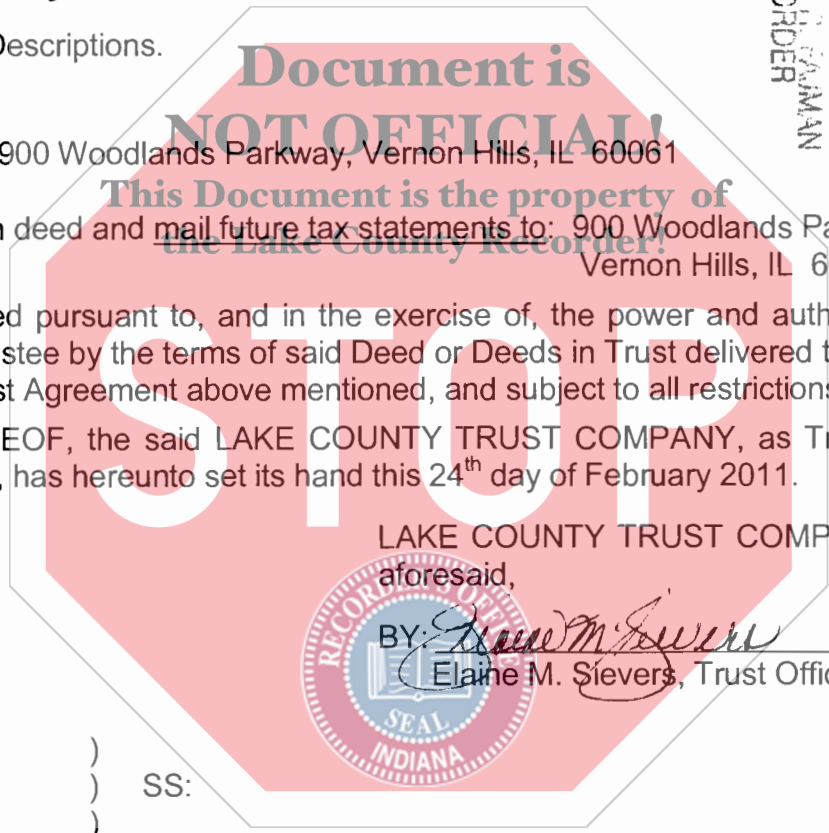 Descriptions.
ORDER
Document is
NOT OFFICIAL!
900 Woodlands Parkway, Vernon Hills, IL 60061
This Document is the property of
the Lake County Recorder!
deed and mail future tax statements to: 900 Woodlands Pa
Vernon Hills, IL 6
ed pursuant to, and in the exercise of, the power and auth
stee by the terms of said Deed or Deeds in Trust delivered t
st Agreement above mentioned, and subject to all restrictions
EOF, the said LAKE COUNTY TRUST COMPANY, as Tr
, has hereunto set its hand this 24th day of February 2011.
STOP
LAKE COUNTY TRUST COMP
aforesaid,
BY: Elaine M. Sievers
Elaine M. Sievers, Trust Offic
RECORDER'S OFFICE
SEAL
INDIANA
)
) SS:
)